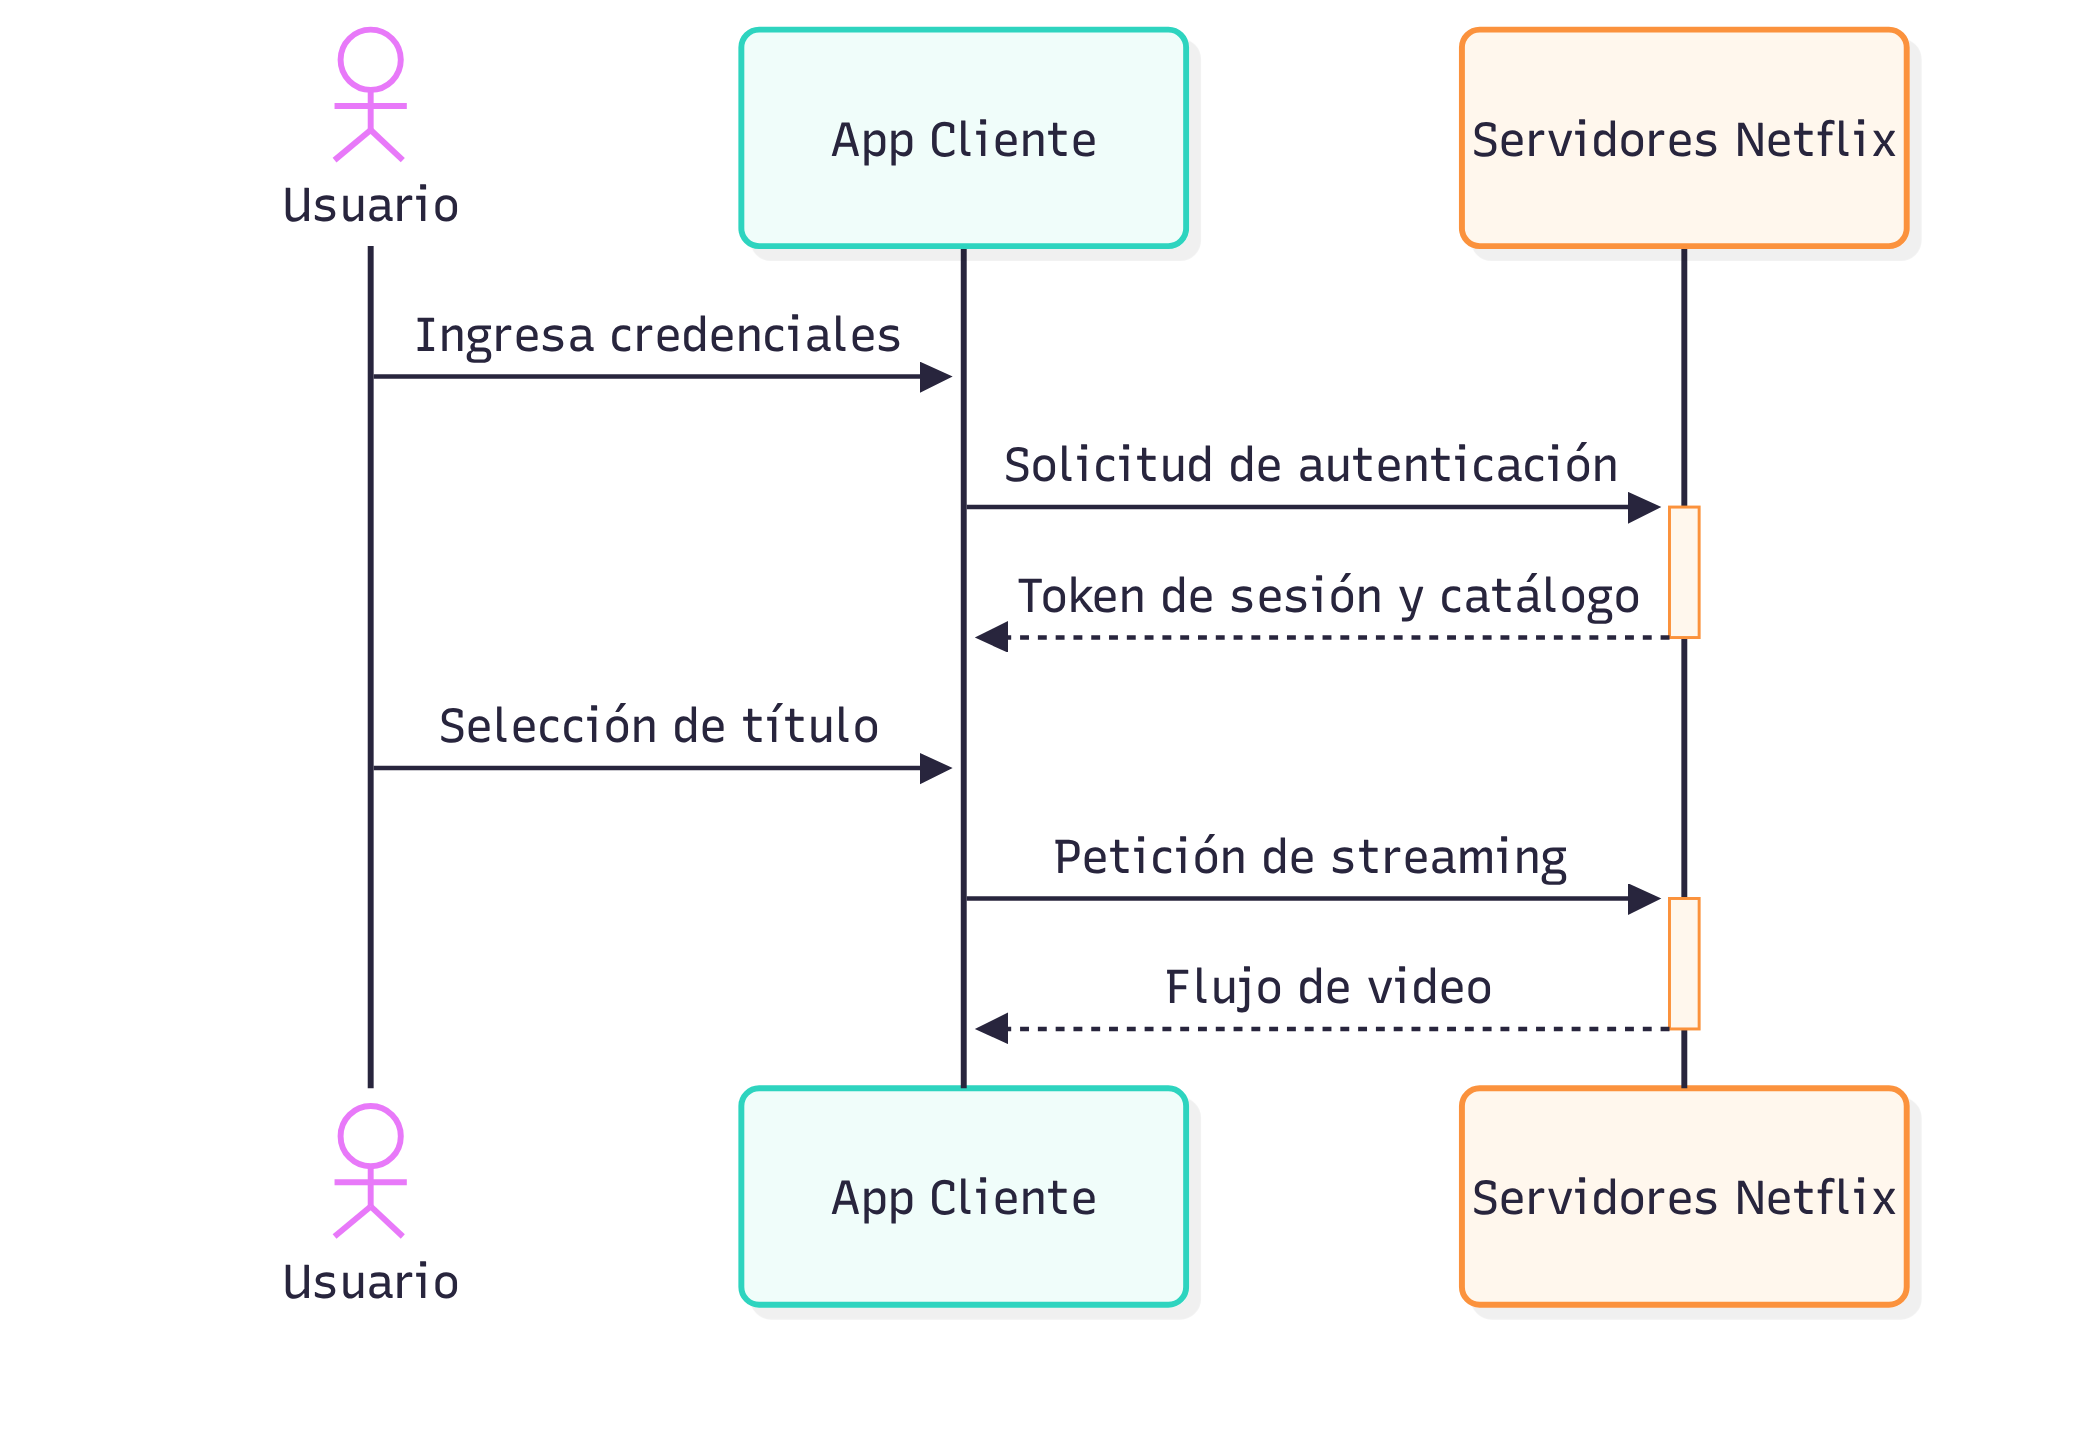 Usuario
App Cliente
Servidores Netflix
Ingresa credenciales
Solicitud de autenticación
Token de sesión y catálogo
Selección de título
Petición de streaming
Flujo de video
Usuario
App Cliente
Servidores Netflix